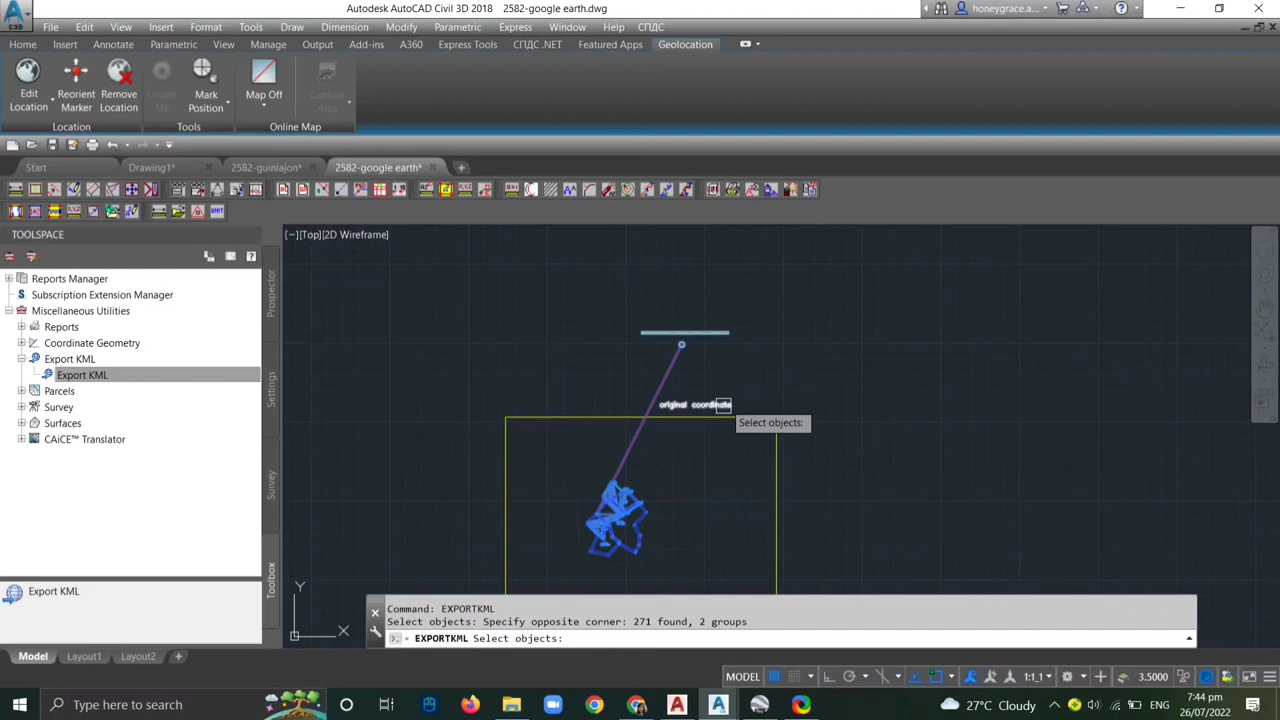 Autodesk AutoCAD Civil 3D 2018   2582-google earth.dwg
honeygrace.a...
C3D
File Edit View Insert Format Tools Draw Dimension Modify Parametric Express Window Help СПДС
Home Insert Annotate Parametric View Manage Output Add-ins A360 Express Tools СПДС .NET Featured Apps Geolocation
Edit Location
Reorient Marker
Remove Location
Locate Me
Mark Position
Map Off
Capture Area
Location Tools Online Map
Start Drawing1* 2582-guinlajon* 2582-google earth*
TOOLSPACE
[−][Top][2D Wireframe]
Reports Manager
Subscription Extension Manager
Miscellaneous Utilities
Reports
Coordinate Geometry
Export KML
Export KML
Parcels
Survey
Surfaces
CAiCE™ Translator
Prospector
Settings
Survey
Toolbox
original coordinate
Select objects:
Export KML
Y
X
Command: EXPORTKML
Select objects: Specify opposite corner: 271 found, 2 groups
EXPORTKML Select objects:
Model Layout1 Layout2 +
MODEL 1:1 3.5000
Type here to search
27°C Cloudy
ENG
7:44 pm
26/07/2022